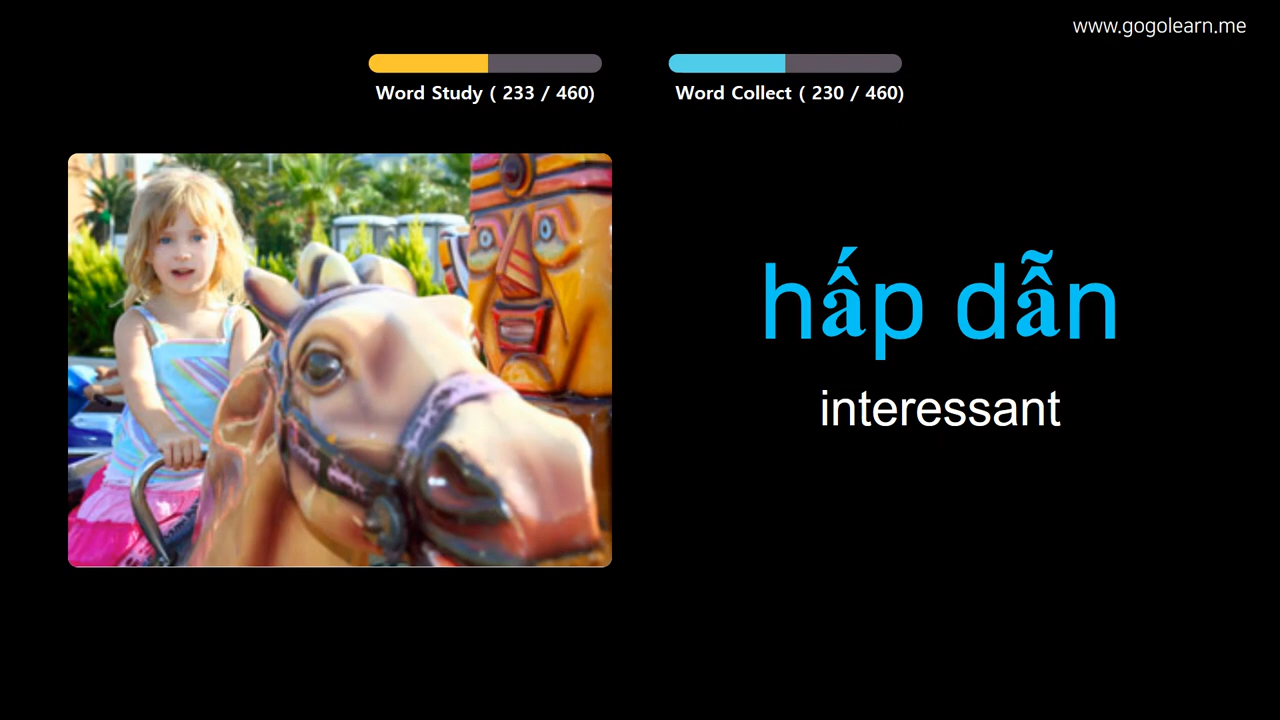 www.gogolearn.me
Word Study ( 233 / 460)
Word Collect ( 230 / 460)
hấp dẫn
interessant